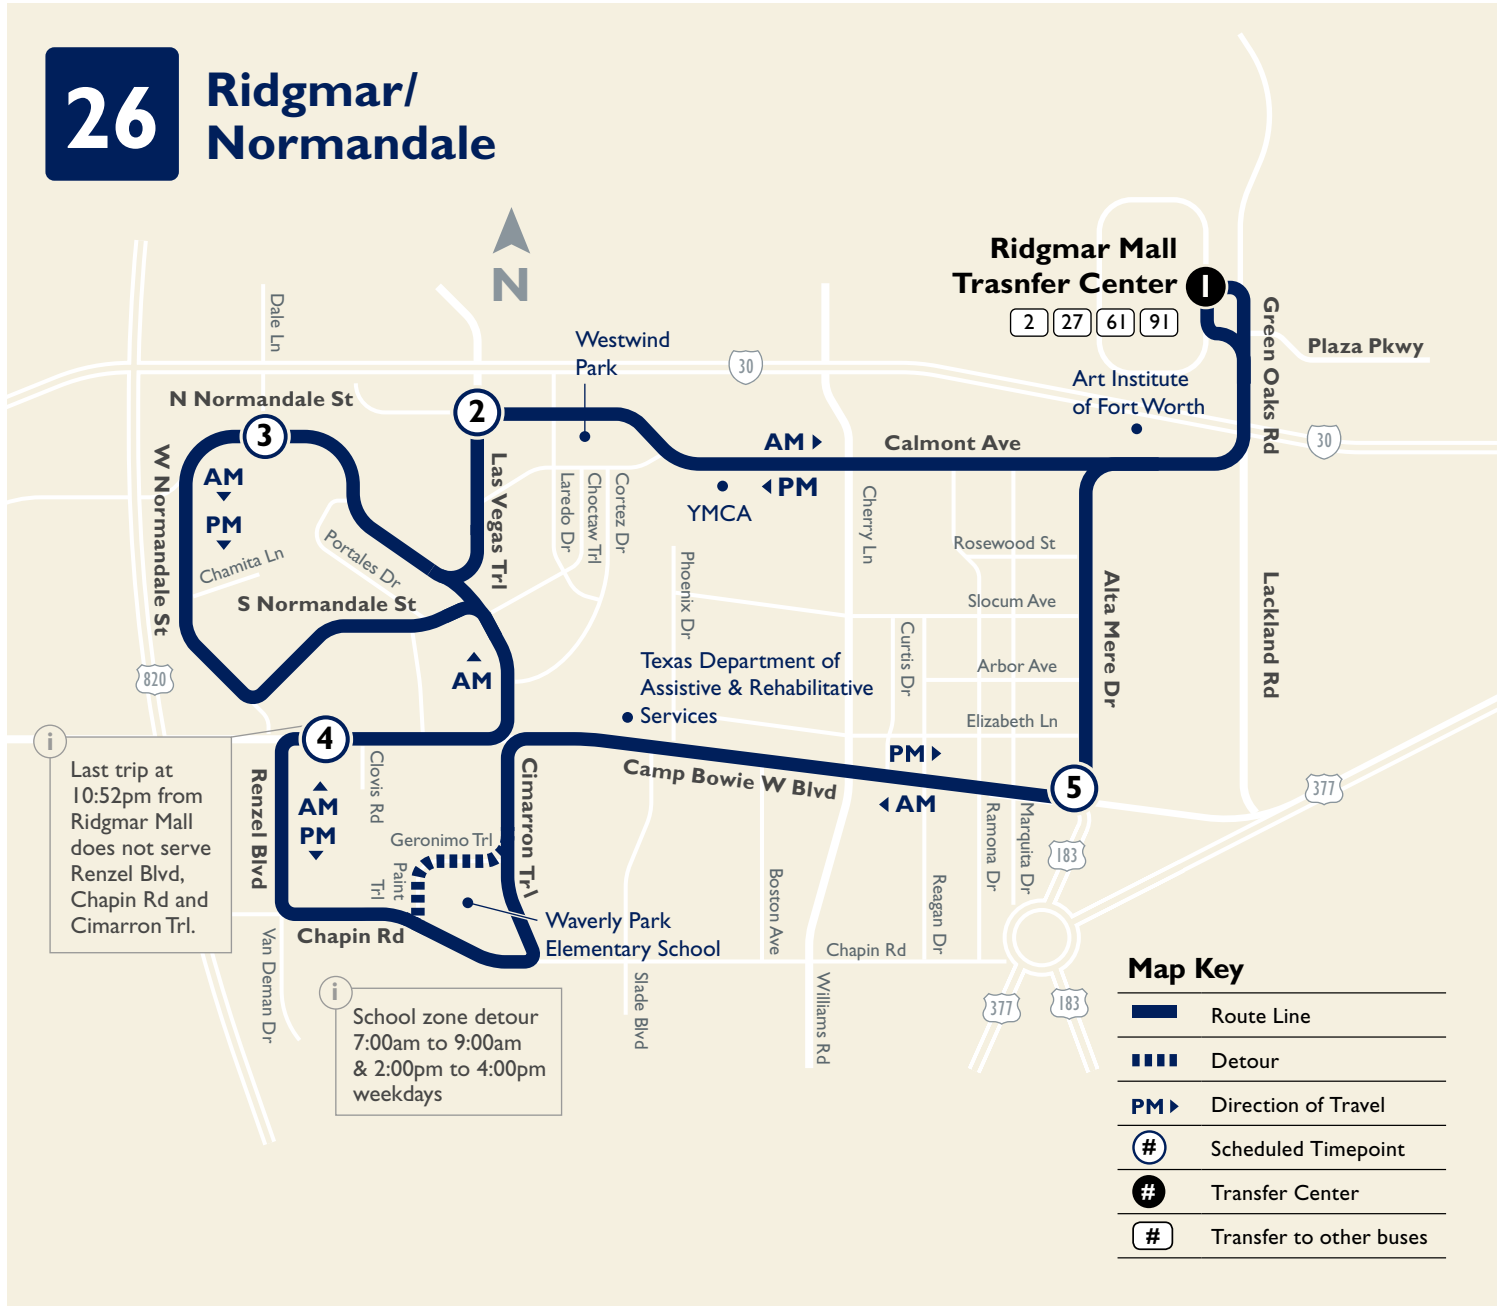 26
Ridgmar/
Normandale
N
Ridgmar Mall
Trasnfer Center
1
2 27 61 91
Green Oaks Rd
Plaza Pkwy
Dale Ln
Westwind
Park
30
Art Institute
of Fort Worth
N Normandale St
2
3
30
AM
Calmont Ave
W Normandale St
AM
Las Vegas Trl
PM
YMCA
PM
Laredo Dr
Choctaw Trl
Cortez Dr
Cherry Ln
Portales Dr
Chamita Ln
Rosewood St
Phoenix Dr
S Normandale St
Slocum Ave
Alta Mere Dr
Lackland Rd
Curtis Dr
820
AM
Texas Department of
Assistive & Rehabilitative
Services
Arbor Ave
Elizabeth Ln
i
4
Last trip at
10:52pm from
Ridgmar Mall
does not serve
Renzel Blvd,
Chapin Rd and
Cimarron Trl.
Renzel Blvd
Clovis Rd
AM
PM
Cimarron Tr\
Camp Bowie W Blvd
PM
AM
5
377
Geronimo Trl
Paint
Trl
Ramona Dr
Marquita Dr
183
Boston Ave
Reagan Dr
Waverly Park
Elementary School
Chapin Rd
Chapin Rd
Van Deman Dr
Slade Blvd
Williams Rd
377
183
i
School zone detour
7:00am to 9:00am
& 2:00pm to 4:00pm
weekdays
Map Key
Route Line
Detour
PM Direction of Travel
# Scheduled Timepoint
# Transfer Center
# Transfer to other buses